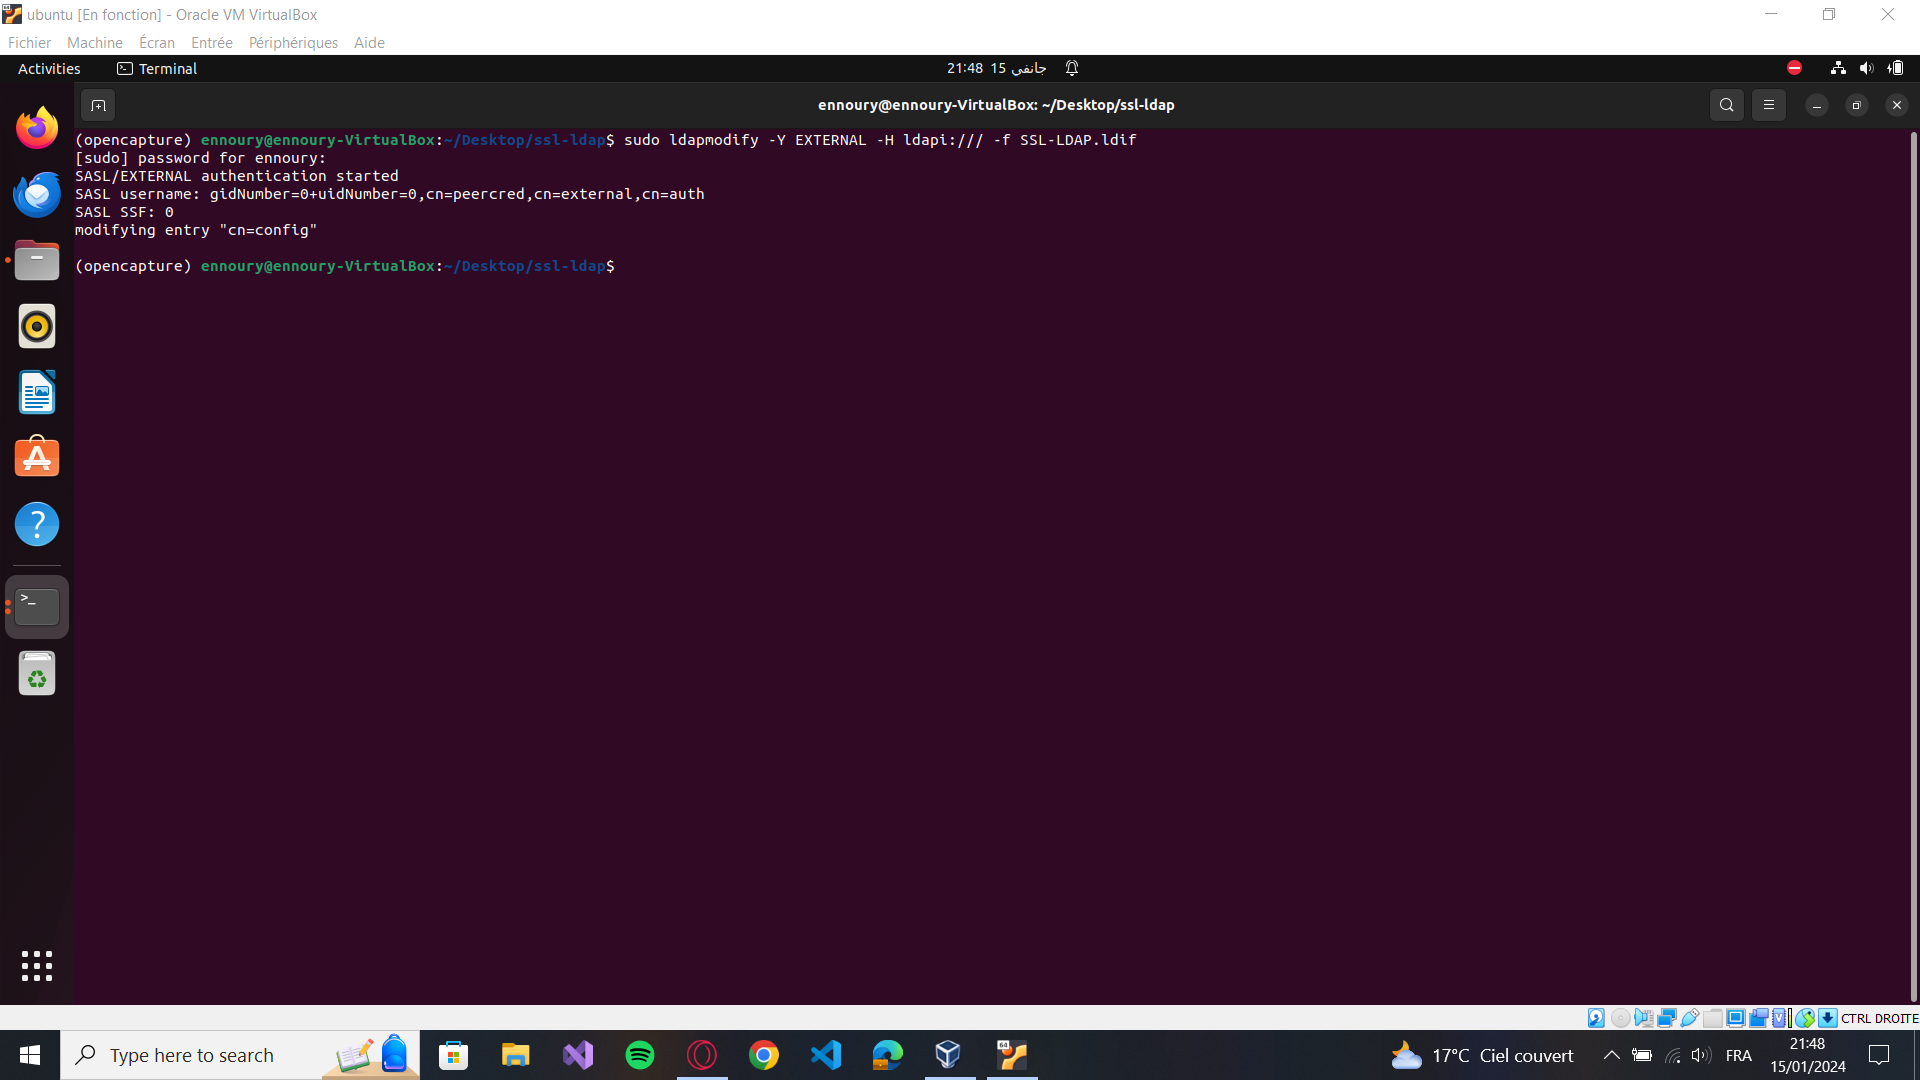 ubuntu [En fonction] - Oracle VM VirtualBox
Fichier Machine Écran Entrée Périphériques Aide
Activities Terminal 21:48 15 جانفي
ennoury@ennoury-VirtualBox: ~/Desktop/ssl-ldap
(opencapture) ennoury@ennoury-VirtualBox:~/Desktop/ssl-ldap$ sudo ldapmodify -Y EXTERNAL -H ldapi:/// -f SSL-LDAP.ldif
[sudo] password for ennoury:
SASL/EXTERNAL authentication started
SASL username: gidNumber=0+uidNumber=0,cn=peercred,cn=external,cn=auth
SASL SSF: 0
modifying entry "cn=config"
(opencapture) ennoury@ennoury-VirtualBox:~/Desktop/ssl-ldap$
CTRL DROITE
Type here to search
17°C Ciel couvert
FRA
21:48
15/01/2024